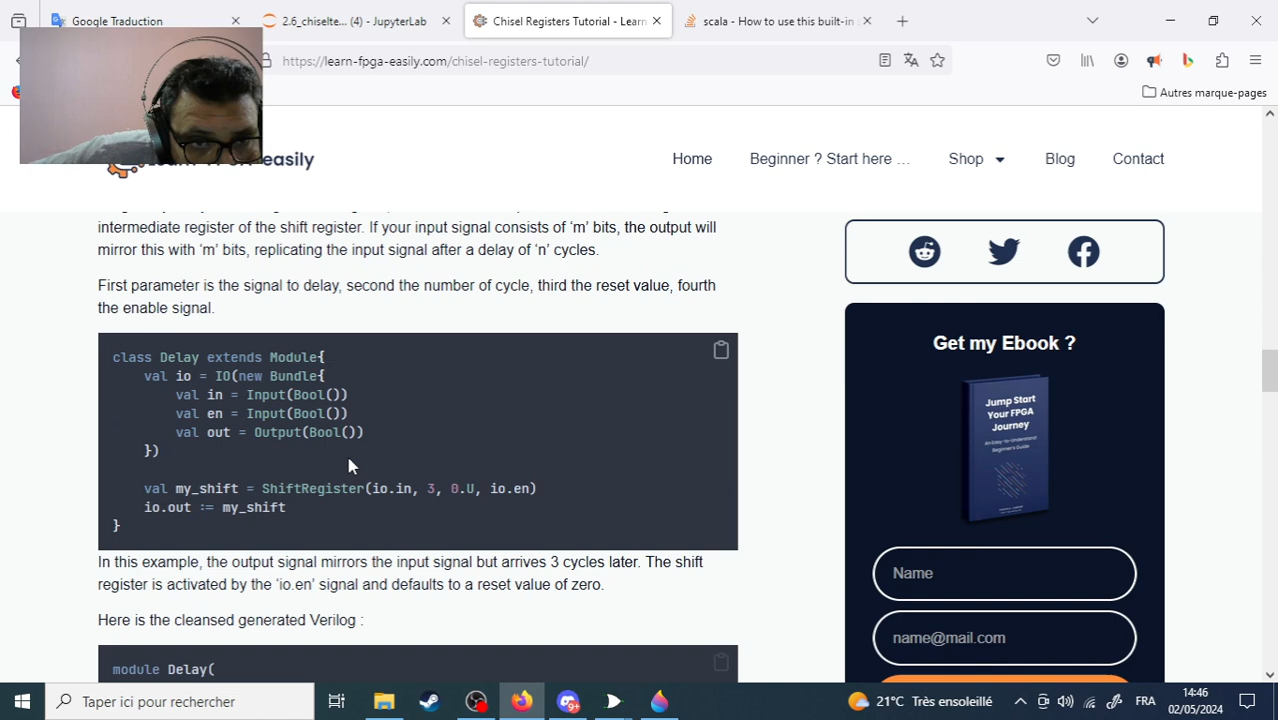 Google Traduction
2.6_chiselte... (4) - JupyterLab
Chisel Registers Tutorial - Learn
scala - How to use this built-in
https://learn-fpga-easily.com/chisel-registers-tutorial/
Autres marque-pages
easily
Home
Beginner ? Start here …
Shop
Blog
Contact
intermediate register of the shift register. If your input signal consists of ‘m’ bits, the output will
mirror this with ‘m’ bits, replicating the input signal after a delay of ‘n’ cycles.
First parameter is the signal to delay, second the number of cycle, third the reset value, fourth
the enable signal.
class Delay extends Module{
val io = IO(new Bundle{
val in = Input(Bool())
val en = Input(Bool())
val out = Output(Bool())
})
val my_shift = ShiftRegister(io.in, 3, 0.U, io.en)
io.out := my_shift
}
In this example, the output signal mirrors the input signal but arrives 3 cycles later. The shift
register is activated by the ‘io.en’ signal and defaults to a reset value of zero.
Here is the cleansed generated Verilog :
module Delay(
Get my Ebook ?
Jump Start
Your FPGA
Journey
An Easy-to-Understand
Beginner's Guide
Name
name@mail.com
Taper ici pour rechercher
21°C Très ensoleillé
FRA
14:46
02/05/2024